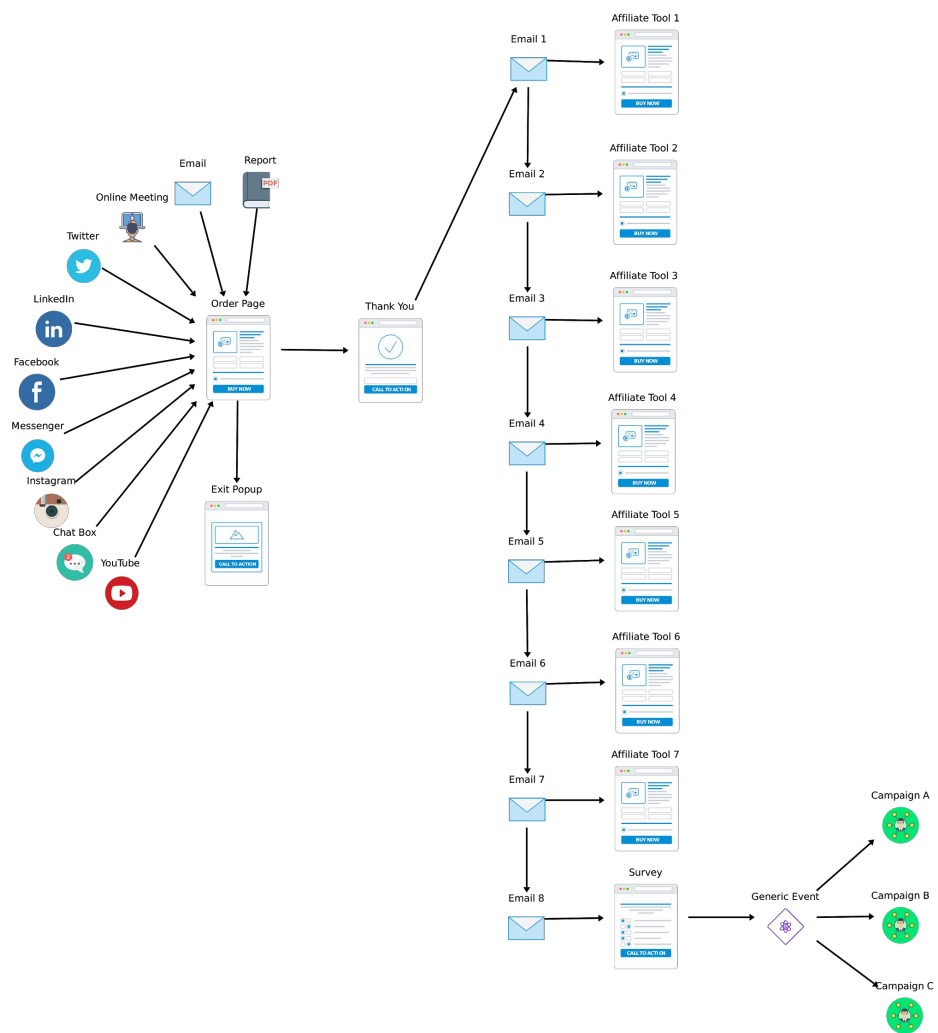 Affiliate Tool 1
Email 1
BUY NOW
Affiliate Tool 2
Email
Report
PDF
Email 2
Online Meeting
BUY NOW
Twitter
Affiliate Tool 3
LinkedIn
Order Page
Thank You
Email 3
in
BUY NOW
Facebook
f
BUY NOW
CALL TO ACTION
Affiliate Tool 4
Messenger
Email 4
Instagram
BUY NOW
Exit Popup
Affiliate Tool 5
Chat Box
2
Email 5
YouTube
CALL TO ACTION
BUY NOW
Affiliate Tool 6
Email 6
BUY NOW
Affiliate Tool 7
Email 7
Campaign A
BUY NOW
Survey
Email 8
Generic Event
Campaign B
CALL TO ACTION
Campaign C